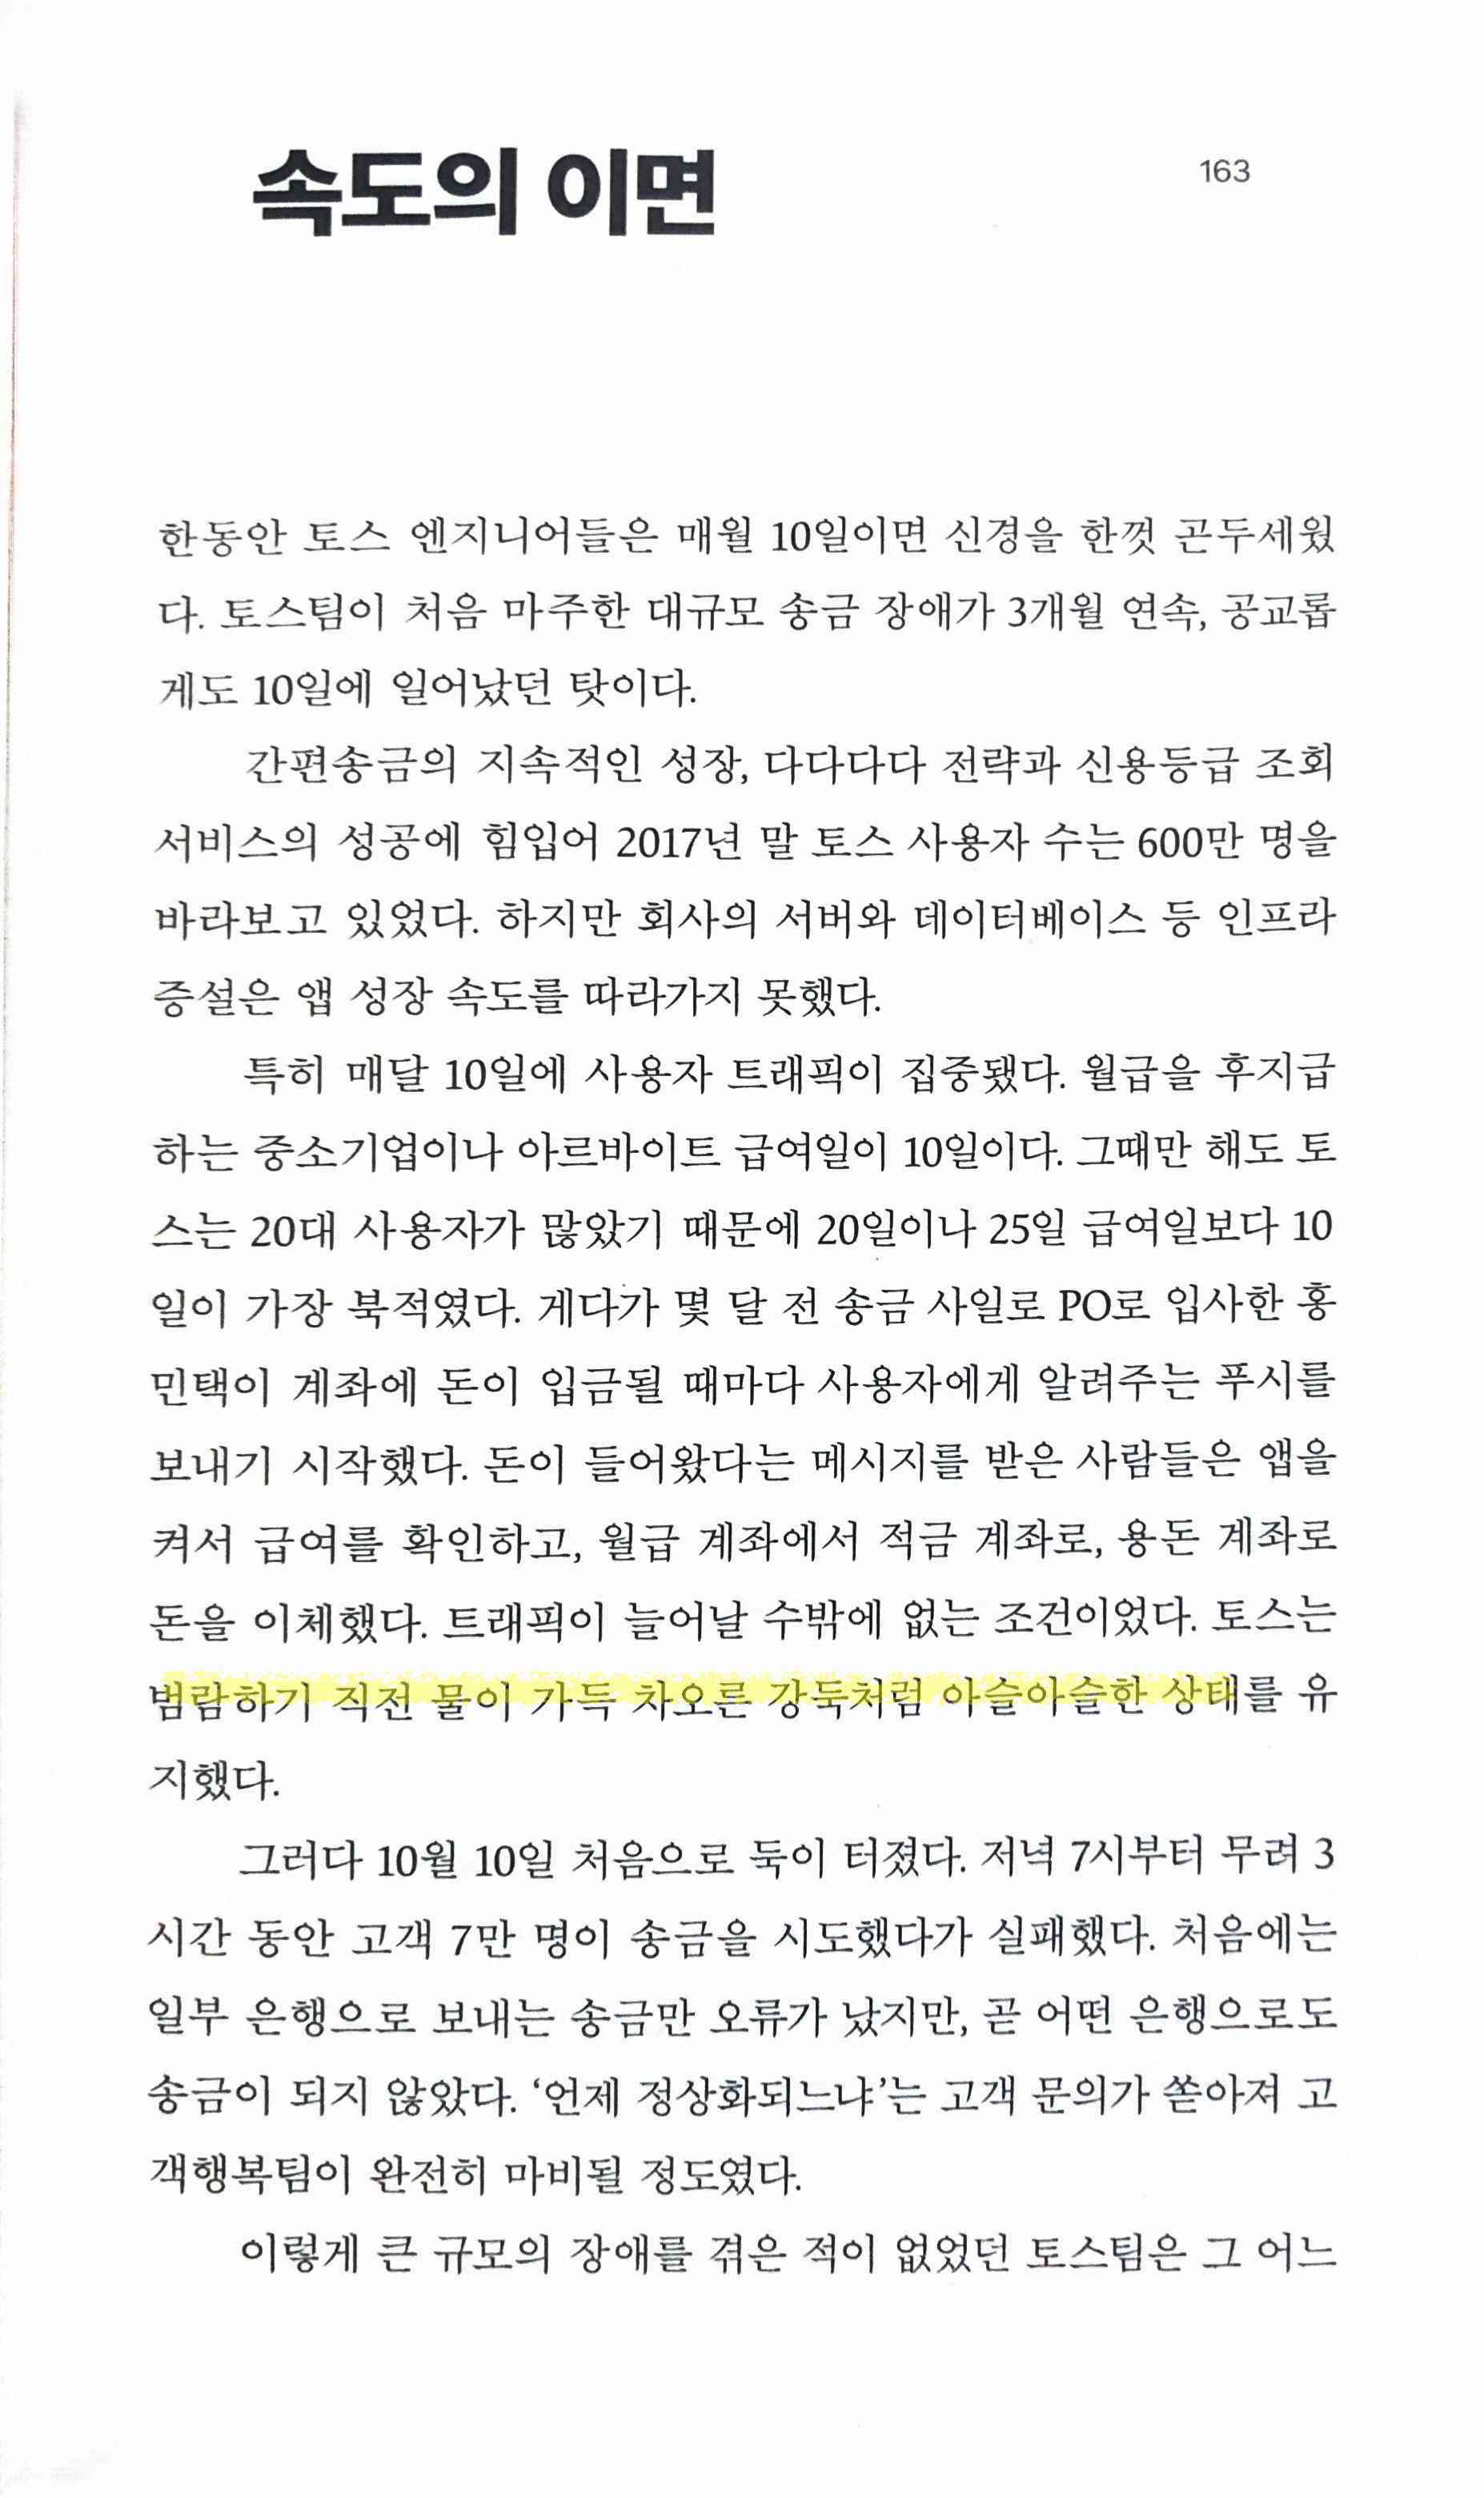 속도의 이면
163
한동안 토스 엔지니어들은 매월 10일이면 신경을 한껏 곤두세웠
다. 토스팀이 처음 마주한 대규모 송금 장애가 3개월 연속, 공교롭
게도 10일에 일어났던 탓이다.
간편송금의 지속적인 성장, 다다다다 전략과 신용등급 조회
서비스의 성공에 힘입어 2017년 말 토스 사용자 수는 600만 명을
바라보고 있었다. 하지만 회사의 서버와 데이터베이스 등 인프라
증설은 앱 성장 속도를 따라가지 못했다.
특히 매달 10일에 사용자 트래픽이 집중됐다. 월급을 후지급
하는 중소기업이나 아르바이트 급여일이 10일이다. 그때만 해도 토
스는 20대 사용자가 많았기 때문에 20일이나 25일 급여일보다 10
일이 가장 북적였다. 게다가 몇 달 전 송금 사일로 PO로 입사한 홍
민택이 계좌에 돈이 입금될 때마다 사용자에게 알려주는 푸시를
보내기 시작했다. 돈이 들어왔다는 메시지를 받은 사람들은 앱을
켜서 급여를 확인하고, 월급 계좌에서 적금 계좌로, 용돈 계좌로
돈을 이체했다. 트래픽이 늘어날 수밖에 없는 조건이었다. 토스는
범람하기 직전 물이 가득 차오른 강둑처럼 아슬아슬한 상태를 유
지했다.
그러다 10월 10일 처음으로 둑이 터졌다. 저녁 7시부터 무려 3
시간 동안 고객 7만 명이 송금을 시도했다가 실패했다. 처음에는
일부 은행으로 보내는 송금만 오류가 났지만, 곧 어떤 은행으로도
송금이 되지 않았다. ‘언제 정상화되느냐’는 고객 문의가 쏟아져 고
객행복팀이 완전히 마비될 정도였다.
이렇게 큰 규모의 장애를 겪은 적이 없었던 토스팀은 그 어느